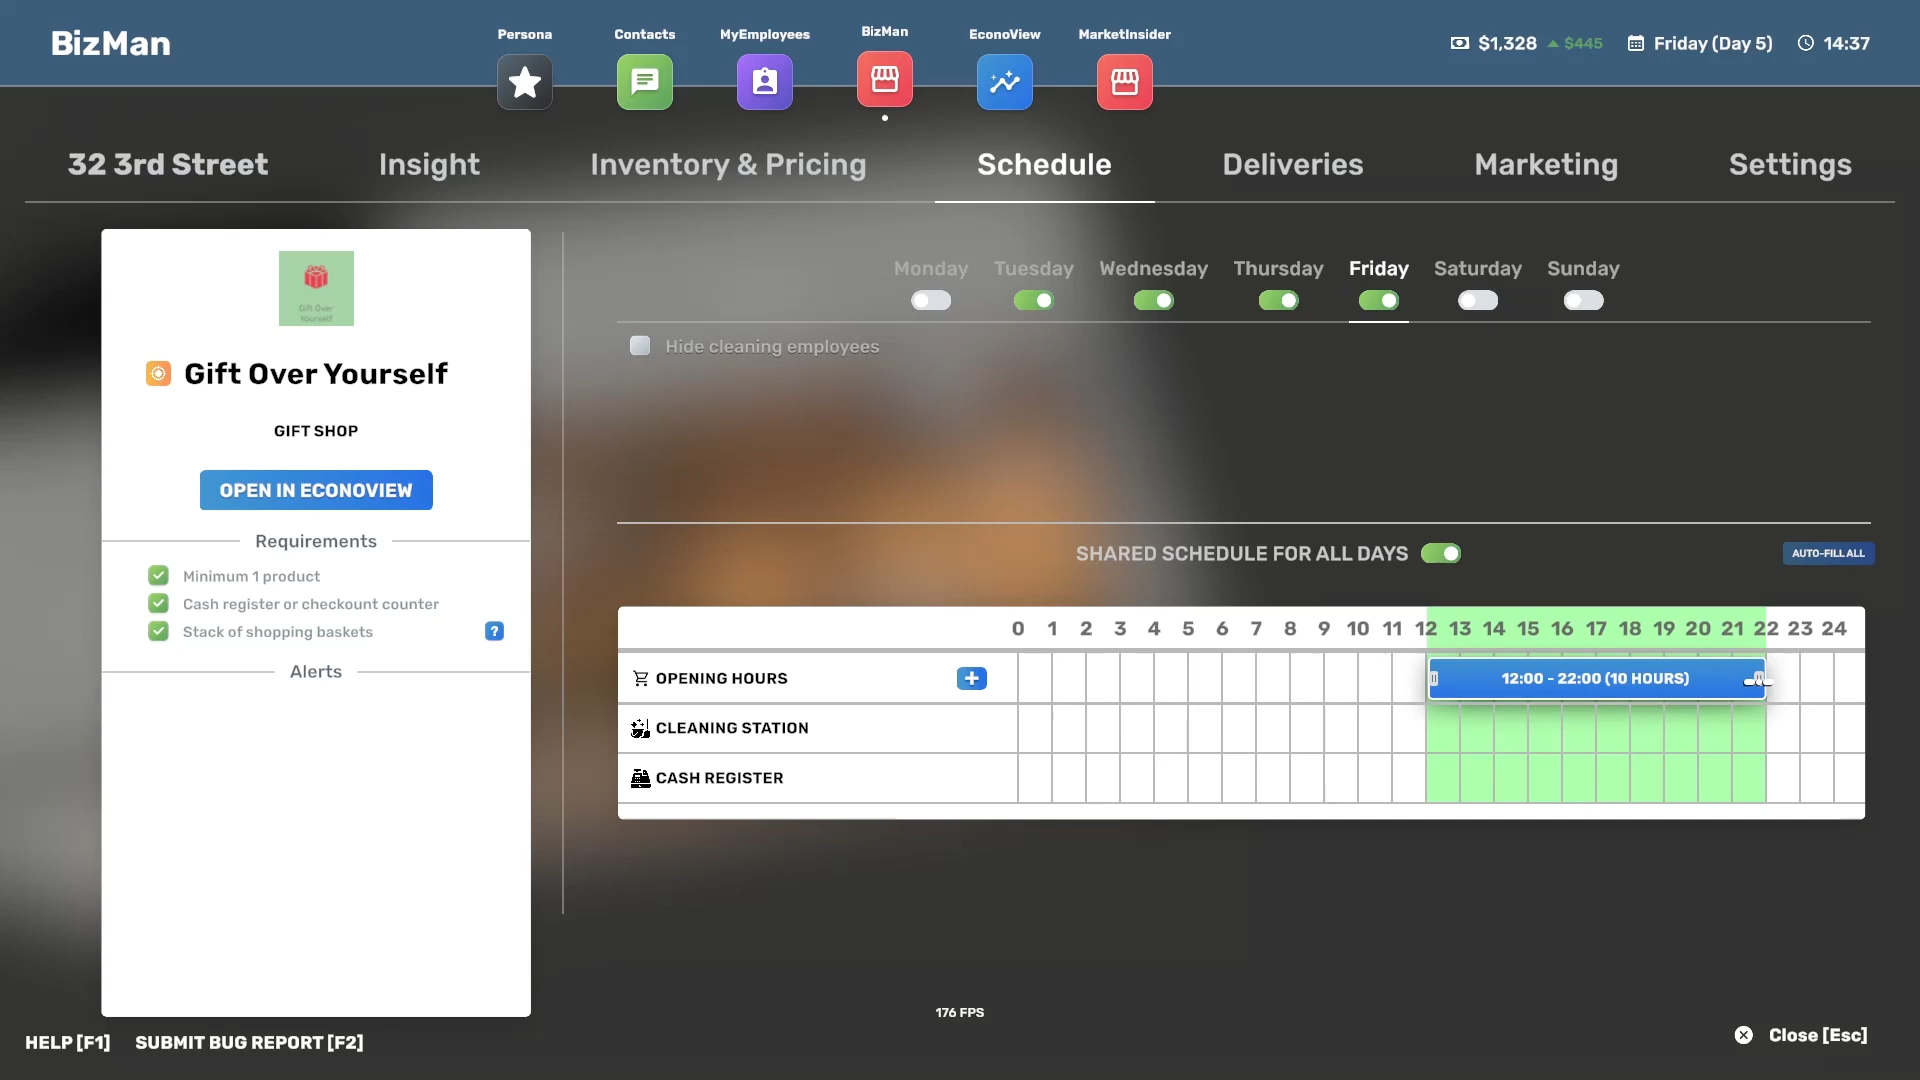 BizMan
Persona
Contacts
MyEmployees
BizMan
EconoView
MarketInsider
$1,328
$445
Friday (Day 5)
14:37
32 3rd Street
Insight
Inventory & Pricing
Schedule
Deliveries
Marketing
Settings
Gift Over
Yourself
Gift Over Yourself
GIFT SHOP
OPEN IN ECONOVIEW
Requirements
Minimum 1 product
Cash register or checkount counter
Stack of shopping baskets
?
Alerts
Monday Tuesday Wednesday Thursday Friday Saturday Sunday
Hide cleaning employees
SHARED SCHEDULE FOR ALL DAYS
AUTO-FILL ALL
0 1 2 3 4 5 6 7 8 9 10 11 12 13 14 15 16 17 18 19 20 21 22 23 24
OPENING HOURS
12:00 - 22:00 (10 HOURS)
CLEANING STATION
CASH REGISTER
176 FPS
HELP [F1]
SUBMIT BUG REPORT [F2]
Close [Esc]